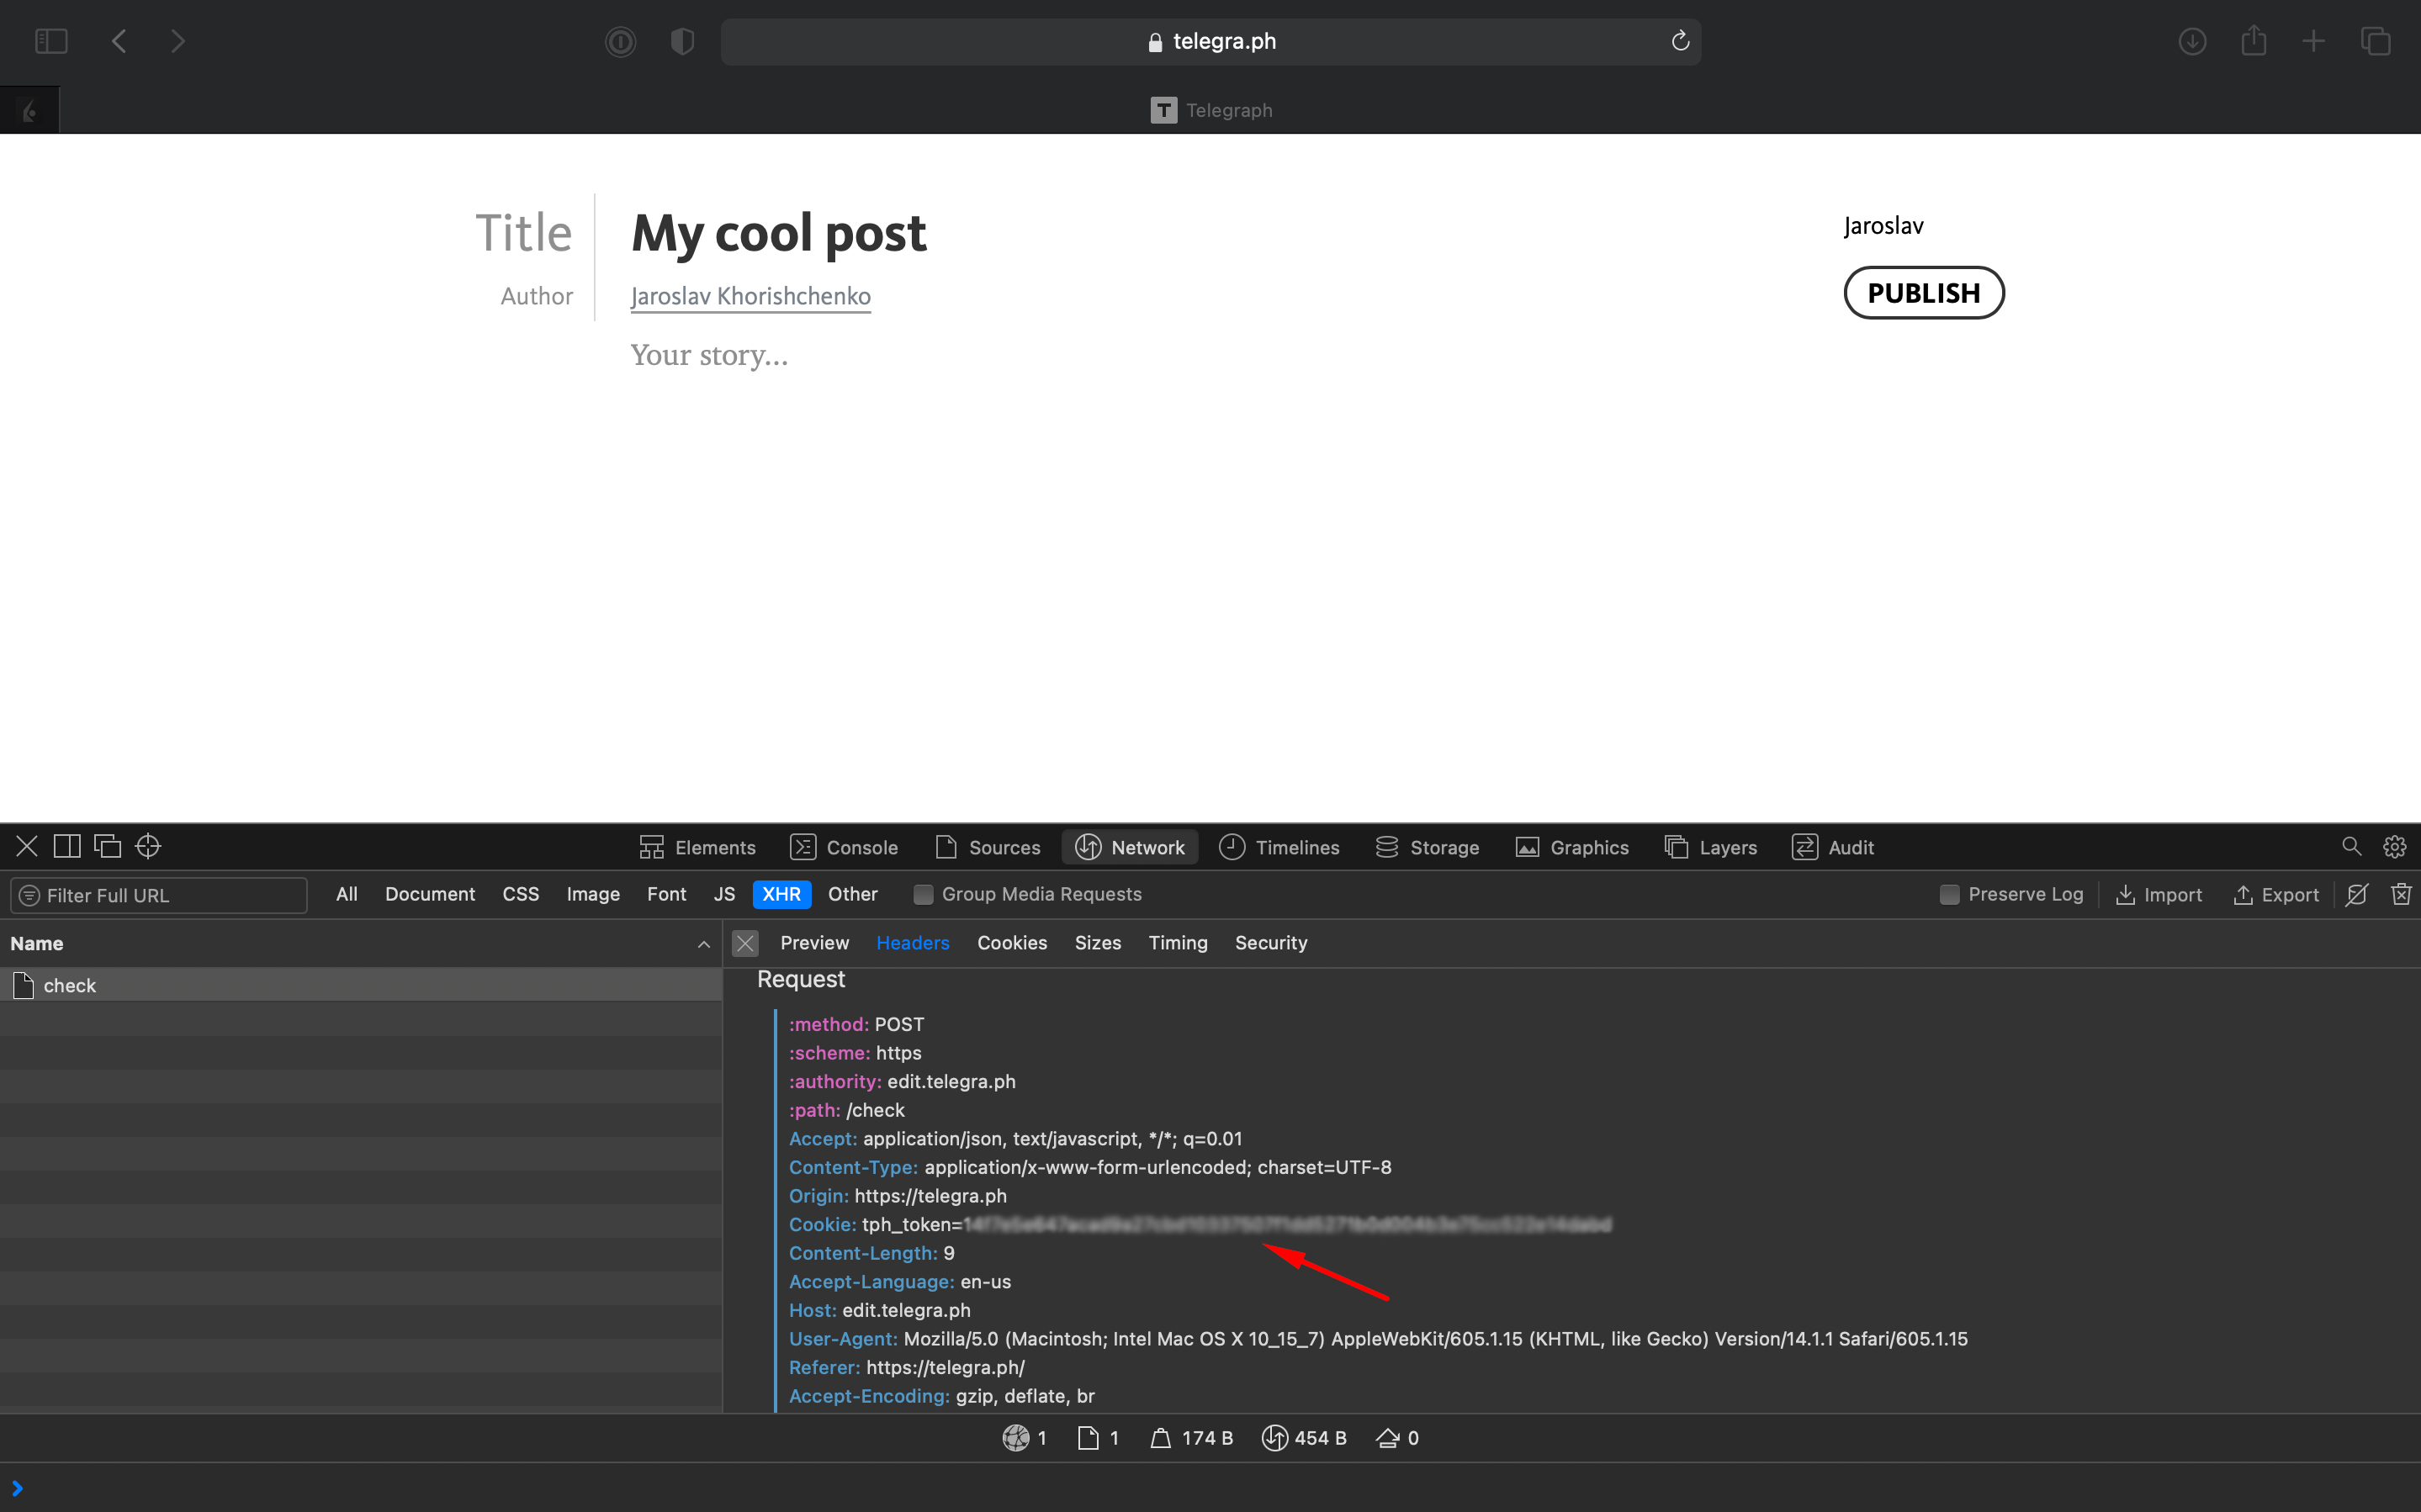 telegra.ph
T Telegraph
Title
My cool post
Jaroslav
Author
Jaroslav Khorishchenko
PUBLISH
Your story...
Elements Console Sources Network Timelines Storage Graphics Layers Audit
Filter Full URL All Document CSS Image Font JS XHR Other Group Media Requests Preserve Log Import Export
Name Preview Headers Cookies Sizes Timing Security
check
Request
:method: POST
:scheme: https
:authority: edit.telegra.ph
:path: /check
Accept: application/json, text/javascript, */*; q=0.01
Content-Type: application/x-www-form-urlencoded; charset=UTF-8
Origin: https://telegra.ph
Cookie: tph_token=
Content-Length: 9
Accept-Language: en-us
Host: edit.telegra.ph
User-Agent: Mozilla/5.0 (Macintosh; Intel Mac OS X 10_15_7) AppleWebKit/605.1.15 (KHTML, like Gecko) Version/14.1.1 Safari/605.1.15
Referer: https://telegra.ph/
Accept-Encoding: gzip, deflate, br
1 1 174 B 454 B 0